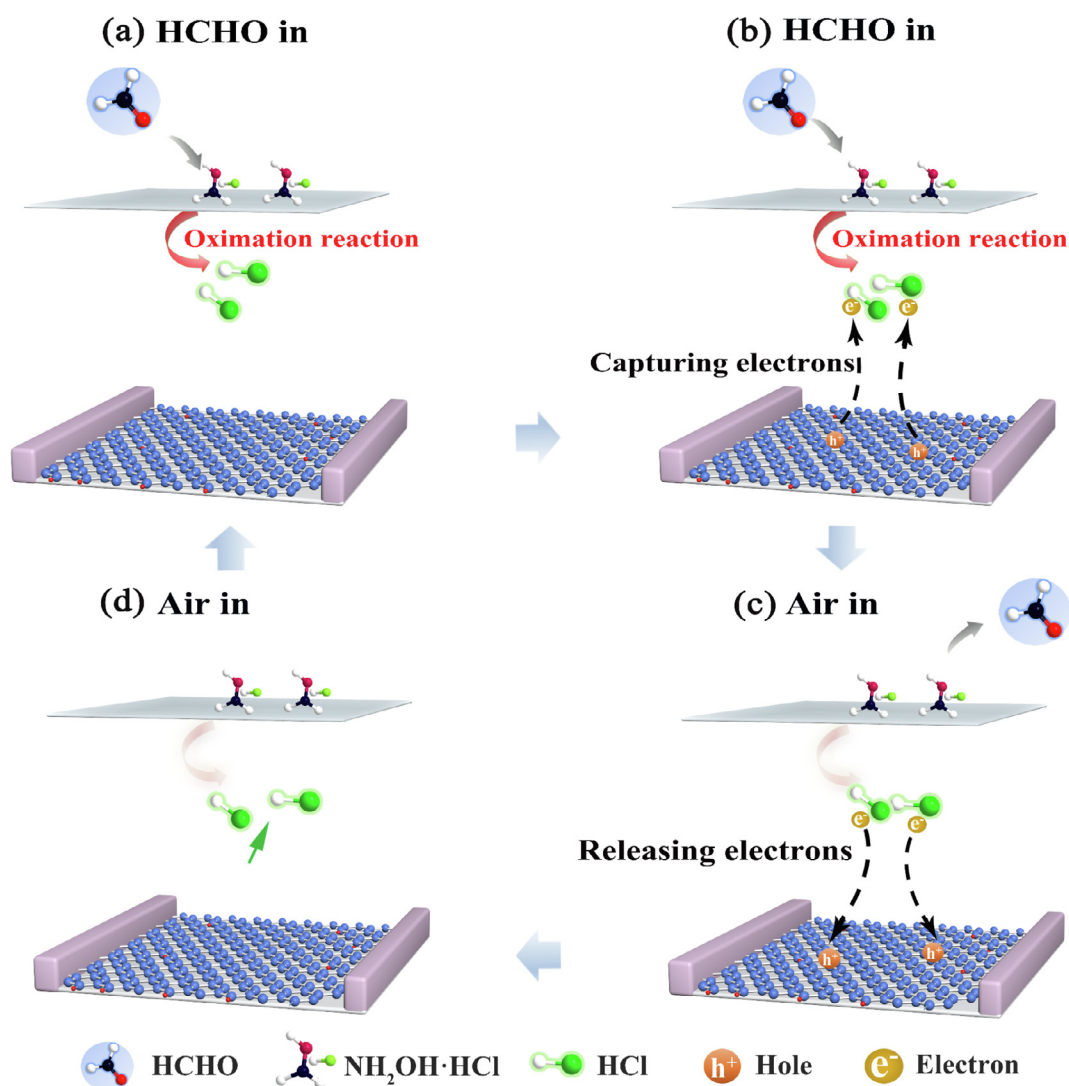 (a) HCHO in
(b) HCHO in
Oximation reaction
Oximation reaction
e⁻ e⁻
Capturing electrons
h⁺ h⁺
(d) Air in
(c) Air in
e⁻ e⁻
Releasing electrons
h⁺ h⁺
HCHO NH₂OH·HCl HCl h⁺ Hole e⁻ Electron